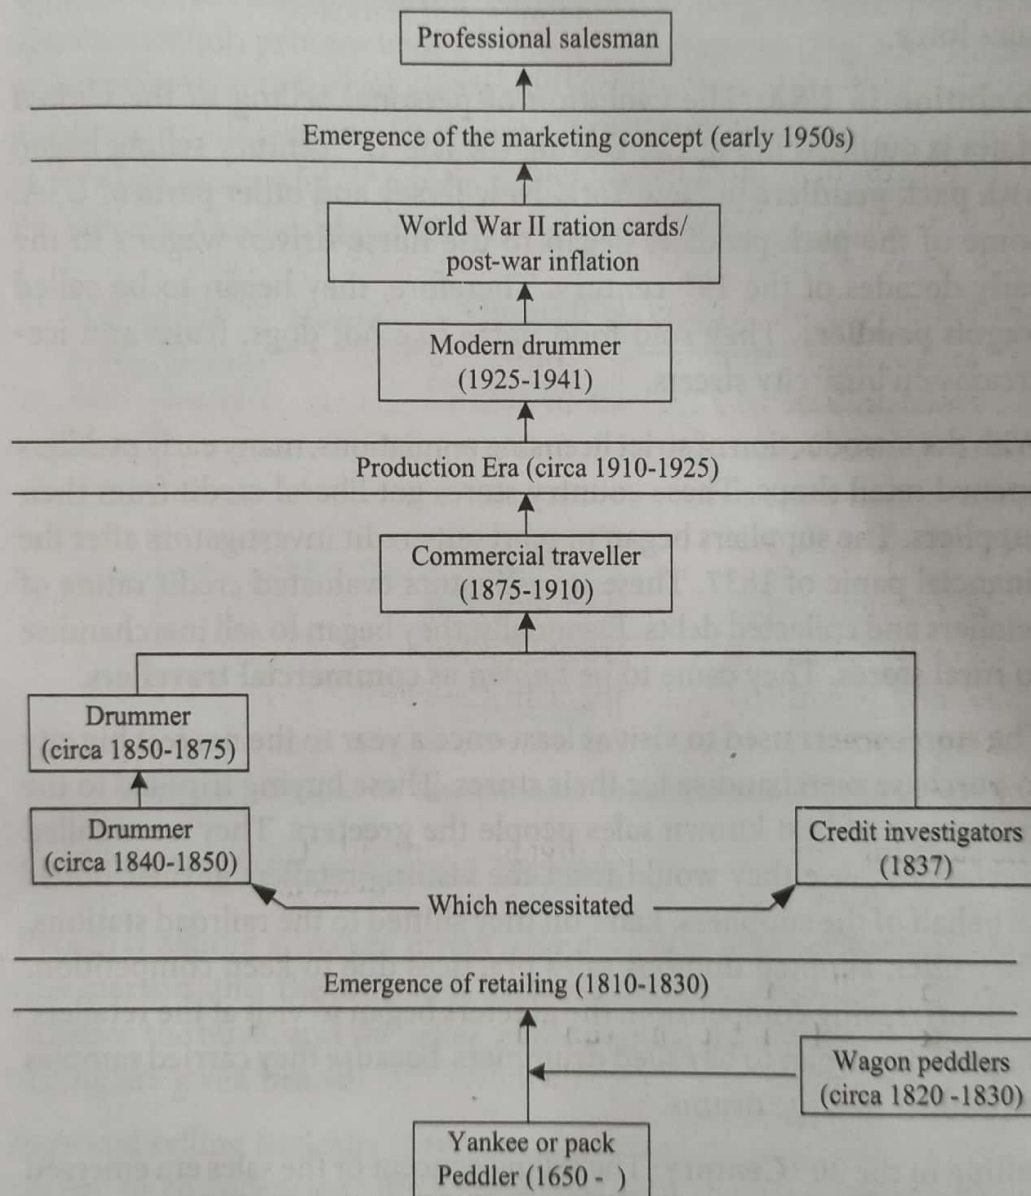 Professional salesman
Emergence of the marketing concept (early 1950s)
World War II ration cards/
post-war inflation
Modern drummer
(1925-1941)
Production Era (circa 1910-1925)
Commercial traveller
(1875-1910)
Drummer
(circa 1850-1875)
Drummer
(circa 1840-1850)
Credit investigators
(1837)
Which necessitated
Emergence of retailing (1810-1830)
Wagon peddlers
(circa 1820 -1830)
Yankee or pack
Peddler (1650 - )